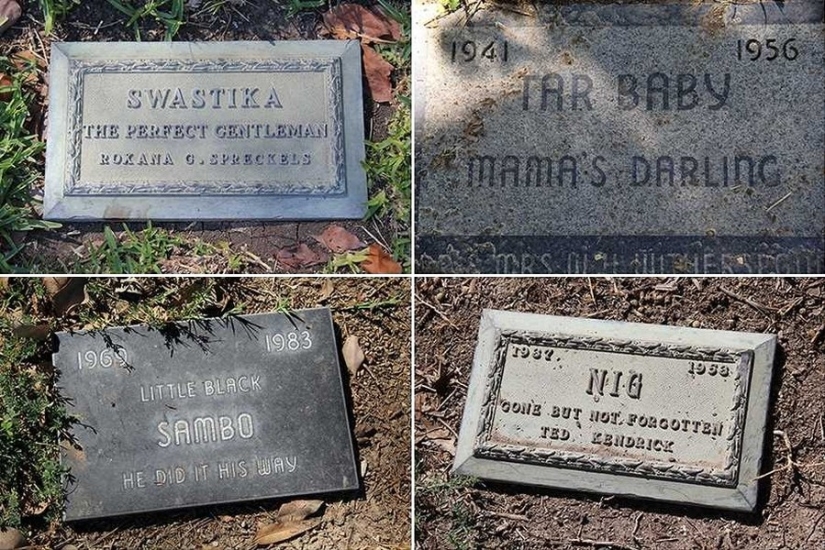 SWASTIKA
THE PERFECT GENTLEMAN
ROXANA G. SPRECKELS
1941 1956
TAR BABY
MAMA'S DARLING
MRS. W. H.
1969 1983
LITTLE BLACK
SAMBO
HE DID IT HIS WAY
1937. 1953
NIG
GONE BUT NOT FORGOTTEN
TED. KENDRICK